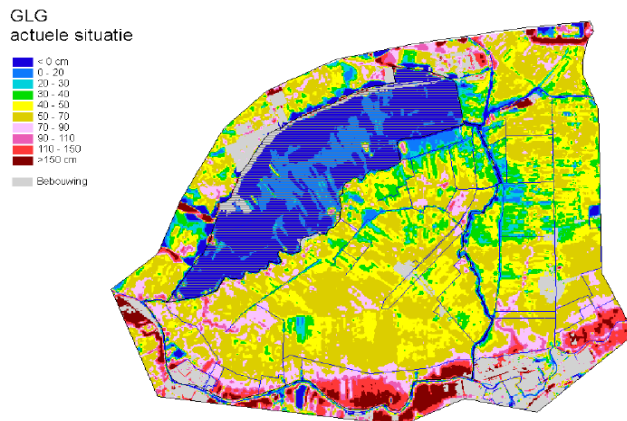 GLG
actuele situatie
< 0 cm
0 - 20
20 - 30
30 - 40
40 - 50
50 - 70
70 - 90
90 - 110
110 - 150
>150 cm
Bebouwing